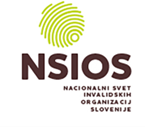 NSIOS
NACIONALNI SVET
INVALIDSKIH
ORGANIZACIJ
SLOVENIJE